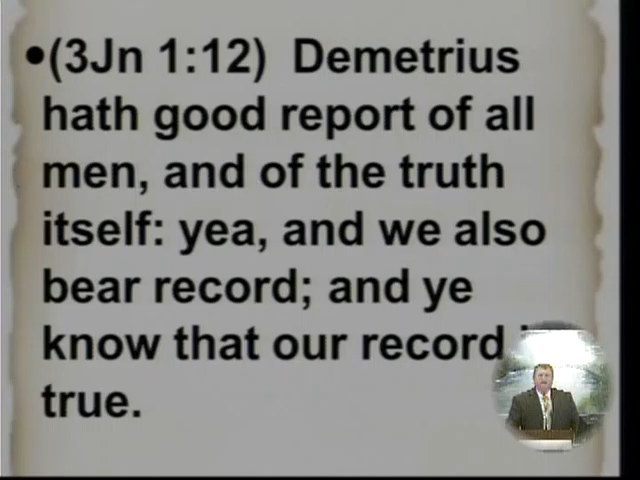 •(3Jn 1:12) Demetrius
hath good report of all
men, and of the truth
itself: yea, and we also
bear record; and ye
know that our record
true.